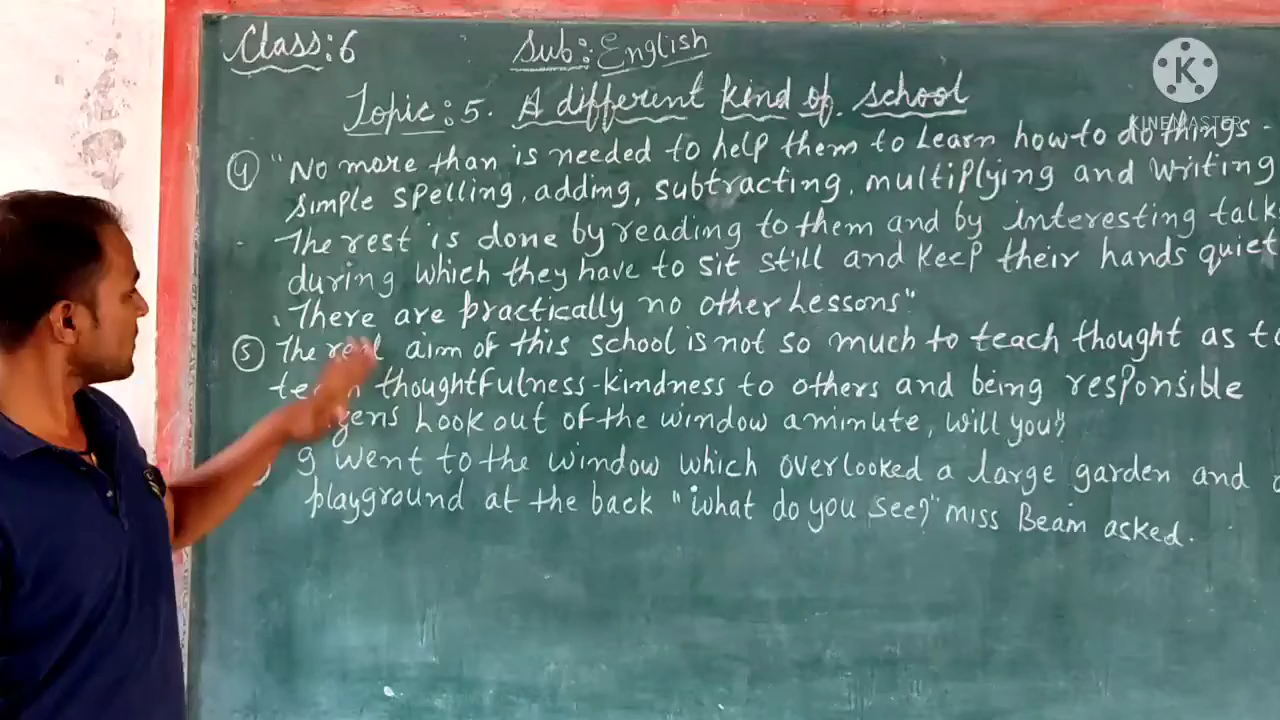 Class: 6
Sub: English
Topic: 5. A different kind of school
KINEMASTER
④ "No more than is needed to help them to Learn how to do things -
simple spelling, adding, subtracting, multiplying and writing
The rest is done by reading to them and by interesting talk
during which they have to sit still and keep their hands quiet
There are practically no other Lessons"
⑤ The real aim of this school is not so much to teach thought as to
thoughtfulness-kindness to others and being responsible
Look out of the window a minute, will you?
I went to the window which overlooked a large garden and
playground at the back "What do you see?" miss Beam asked.